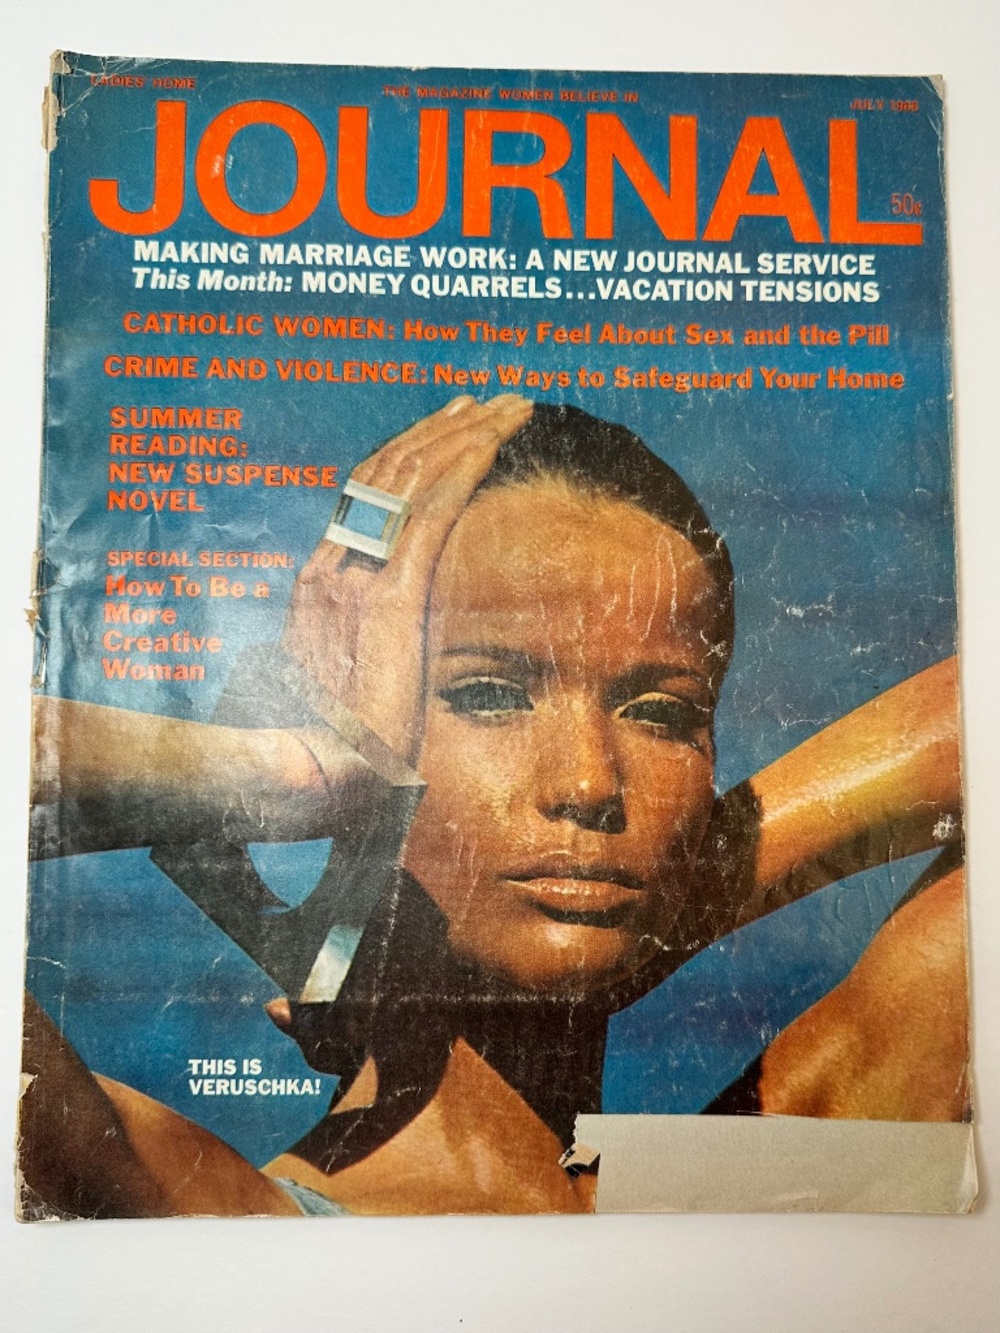 LADIES' HOME
THE MAGAZINE WOMEN BELIEVE IN
JULY 1968
JOURNAL
50¢
MAKING MARRIAGE WORK: A NEW JOURNAL SERVICE
This Month: MONEY QUARRELS...VACATION TENSIONS
CATHOLIC WOMEN: How They Feel About Sex and the Pill
CRIME AND VIOLENCE: New Ways to Safeguard Your Home
SUMMER
READING:
NEW SUSPENSE
NOVEL
SPECIAL SECTION:
How To Be a
More
Creative
Woman
THIS IS
VERUSCHKA!